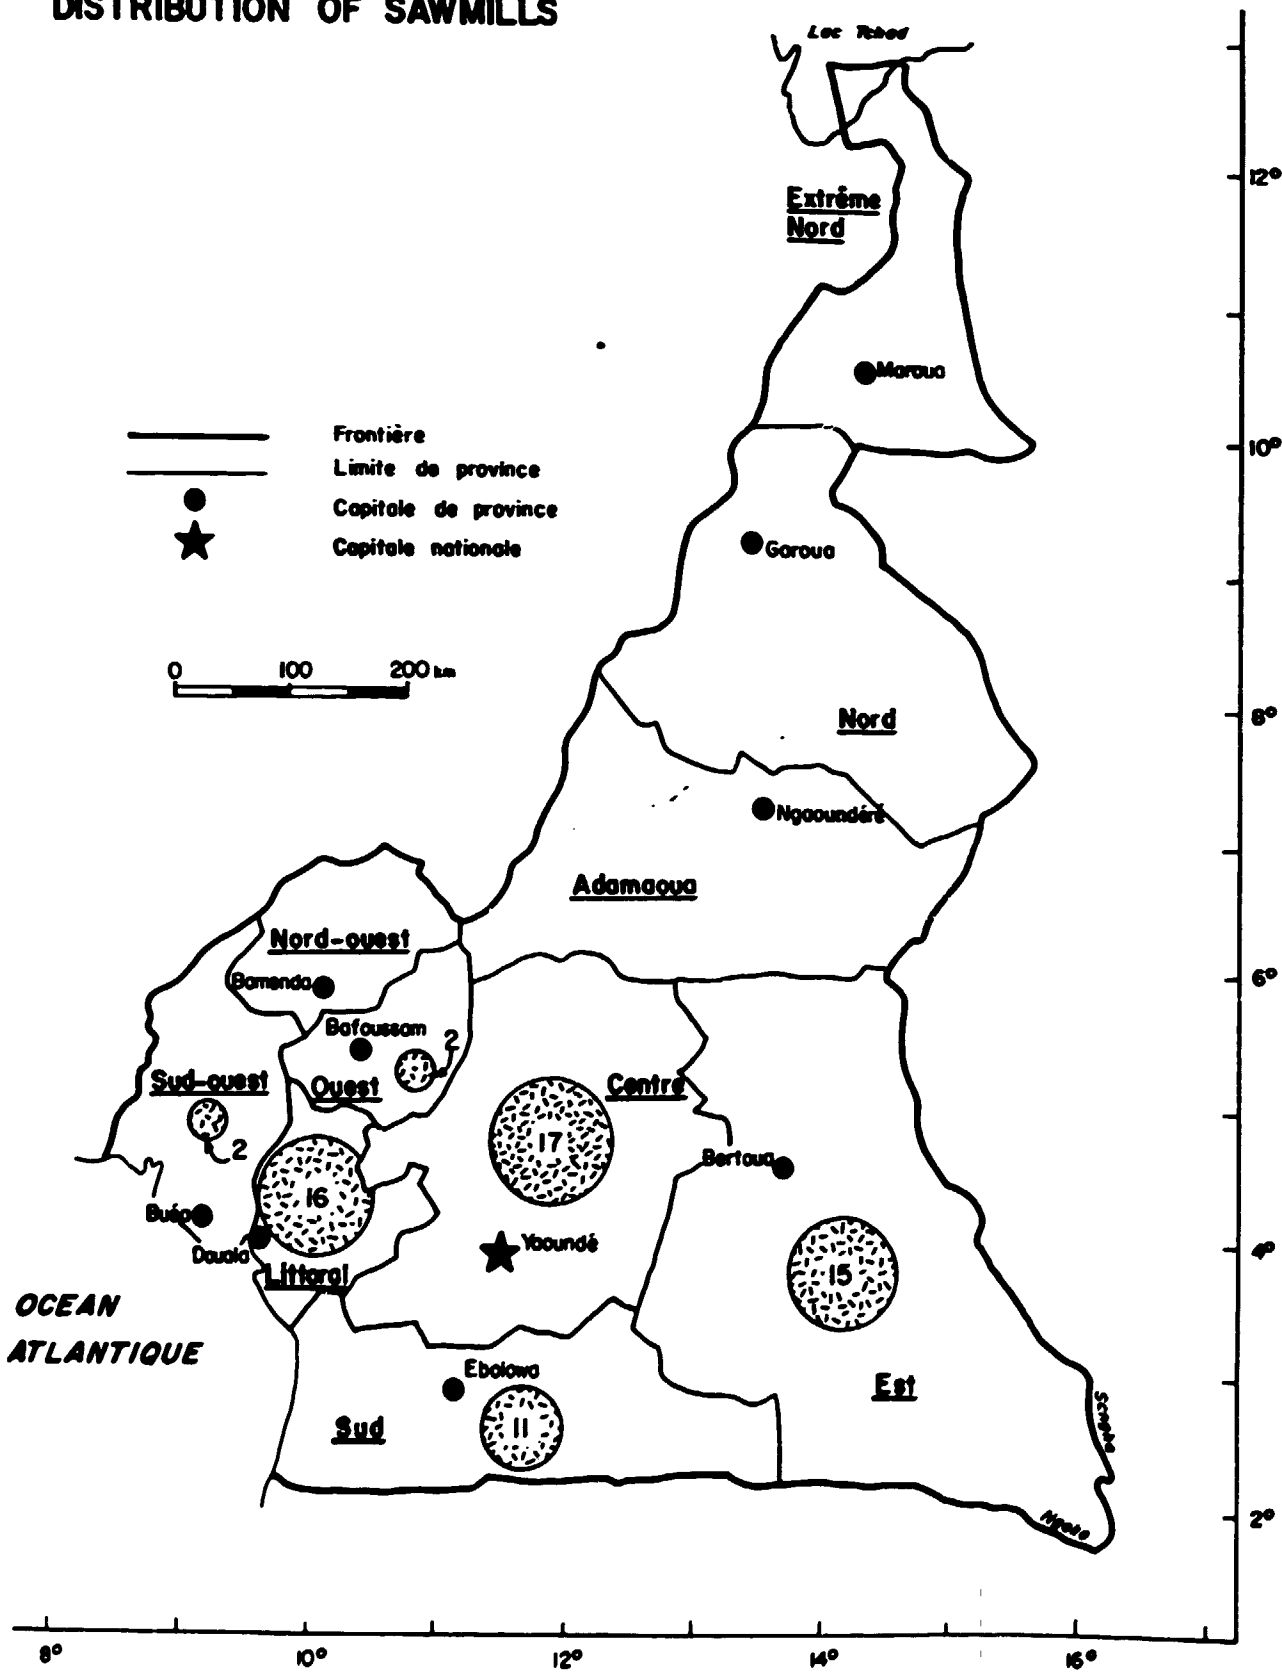 DISTRIBUTION OF SAWMILLS
Lac Tchad
12°
Extrême
Nord
Maroua
Frontière
10°
Limite de province
Capitale de province
Capitale nationale
Garoua
0 100 200 km
Nord
8°
Ngaoundéré
Adamaoua
Nord-ouest
Bamenda
6°
Bafoussam
2
Sud-ouest
Ouest
Centre
17
2
Bertoua
16
Buéa
Douala
Yaoundé
4°
Littoral
15
OCEAN
ATLANTIQUE
Ebolowa
Est
Sud
11
2°
8° 10° 12° 14° 16°